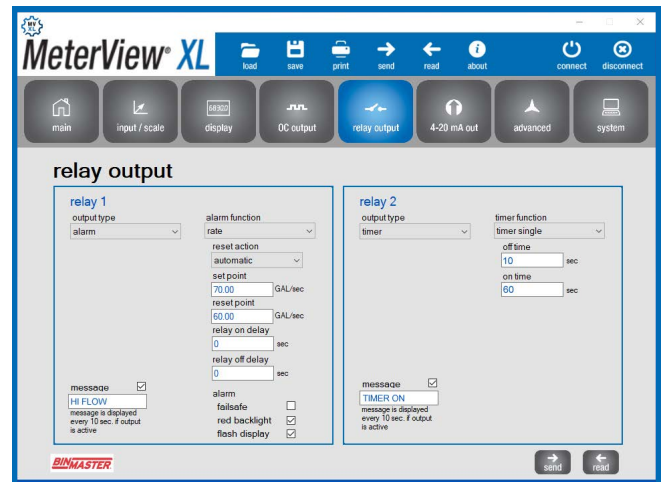 MV
XL
MeterView® XL
load save print send read about connect disconnect
main input / scale 68920 display OC output relay output 4-20 mA out advanced system
relay output
relay 1
output type alarm function
alarm rate
reset action
automatic
set point
70.00 GAL/sec
reset point
60.00 GAL/sec
relay on delay
0 sec
relay off delay
0 sec
message
HI FLOW
message is displayed
every 10 sec. if output
is active
alarm
failsafe
red backlight
flash display
relay 2
output type timer function
timer timer single
off time
10 sec
on time
60 sec
message
TIMER ON
message is displayed
every 10 sec. if output
is active
BINMASTER
send read